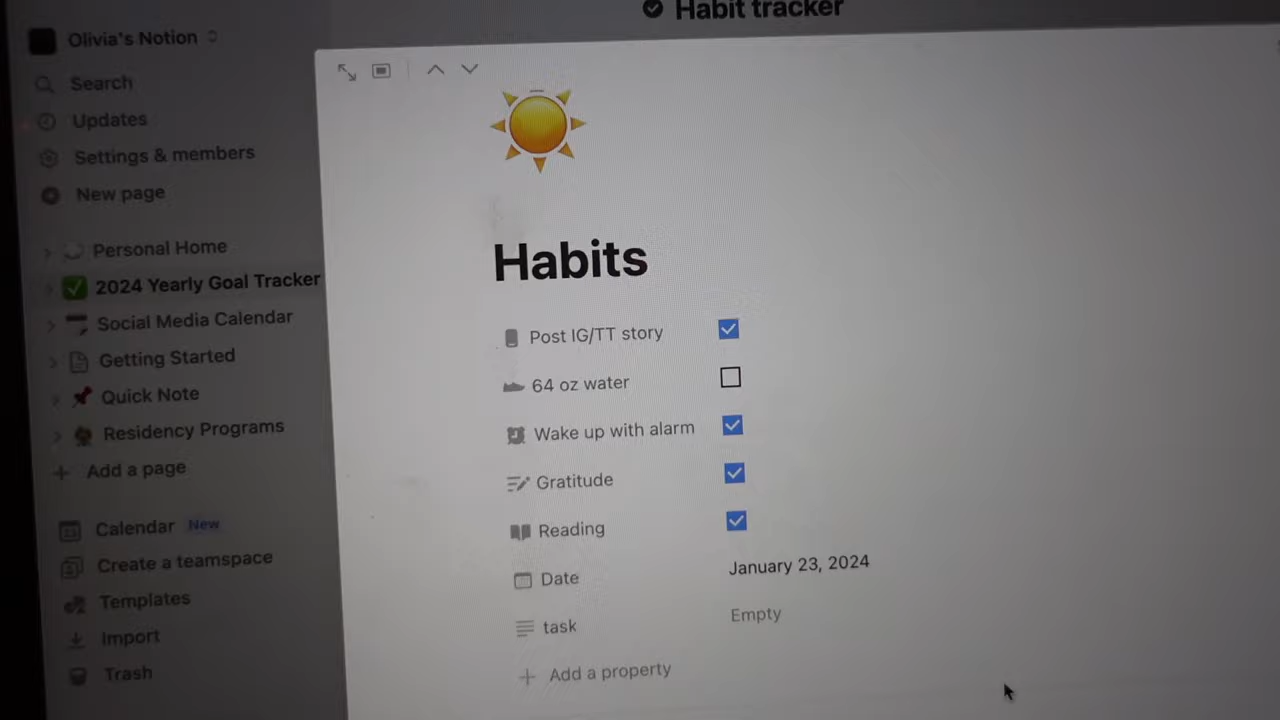 Habit tracker
Olivia's Notion
Search
Updates
Settings & members
New page
Personal Home
2024 Yearly Goal Tracker
Social Media Calendar
Getting Started
Quick Note
Residency Programs
Add a page
Calendar New
Create a teamspace
Templates
Import
Trash
Habits
Post IG/TT story
64 oz water
Wake up with alarm
Gratitude
Reading
Date January 23, 2024
task Empty
Add a property